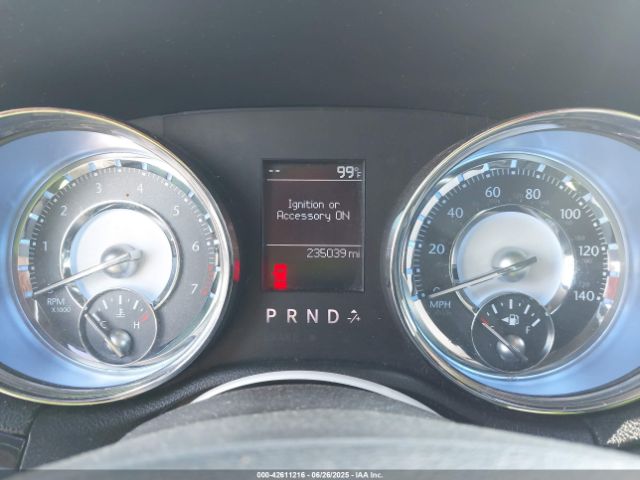 -- 99°F
Ignition or
Accessory ON
235039 mi
P R N D -/+
1 2 3 4 5 6 7
RPM
X1000
C H
0 20 40 60 80 100 120 140
MPH
F
000-42611216 - 06/26/2025 - IAA Inc.